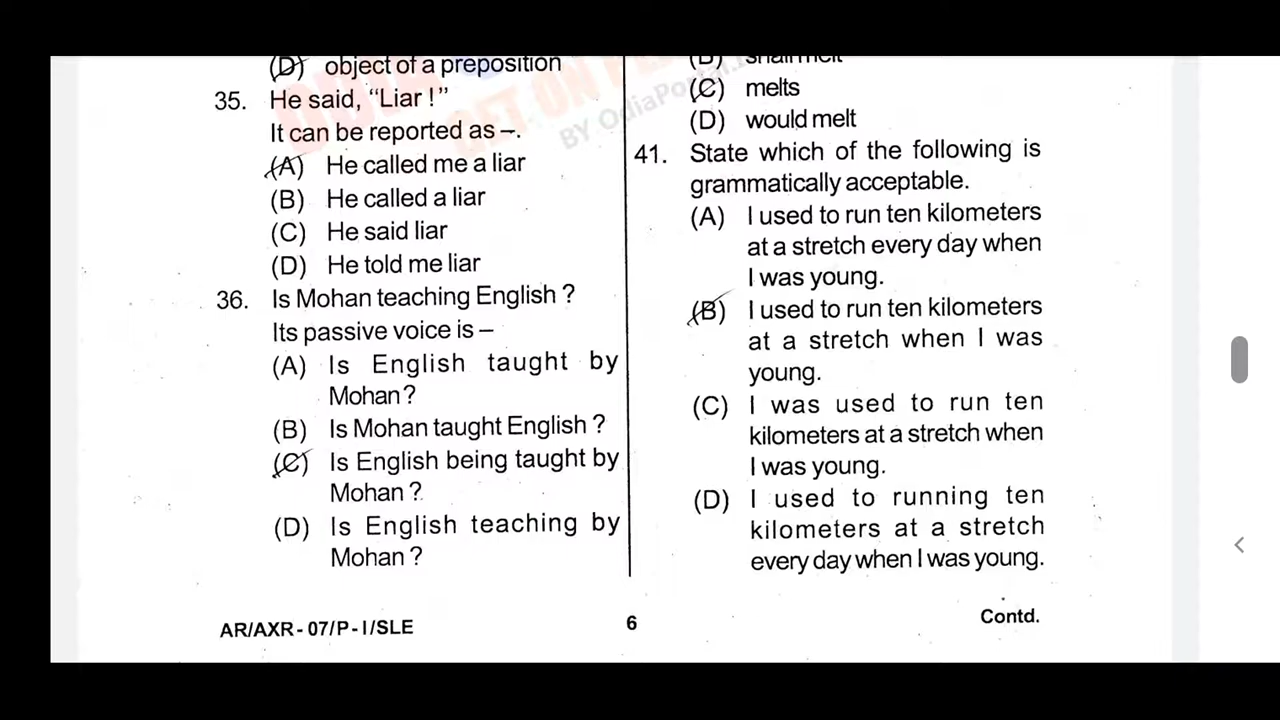 (D) object of a preposition
35. He said, "Liar !"
It can be reported as –.
(A) He called me a liar
(B) He called a liar
(C) He said liar
(D) He told me liar
36. Is Mohan teaching English ?
Its passive voice is –
(A) Is English taught by
Mohan ?
(B) Is Mohan taught English ?
(C) Is English being taught by
Mohan ?
(D) Is English teaching by
Mohan ?
(B) shall melt
(C) melts
(D) would melt
41. State which of the following is
grammatically acceptable.
(A) I used to run ten kilometers
at a stretch every day when
I was young.
(B) I used to run ten kilometers
at a stretch when I was
young.
(C) I was used to run ten
kilometers at a stretch when
I was young.
(D) I used to running ten
kilometers at a stretch
every day when I was young.
AR/AXR - 07/P - I/SLE
6
Contd.